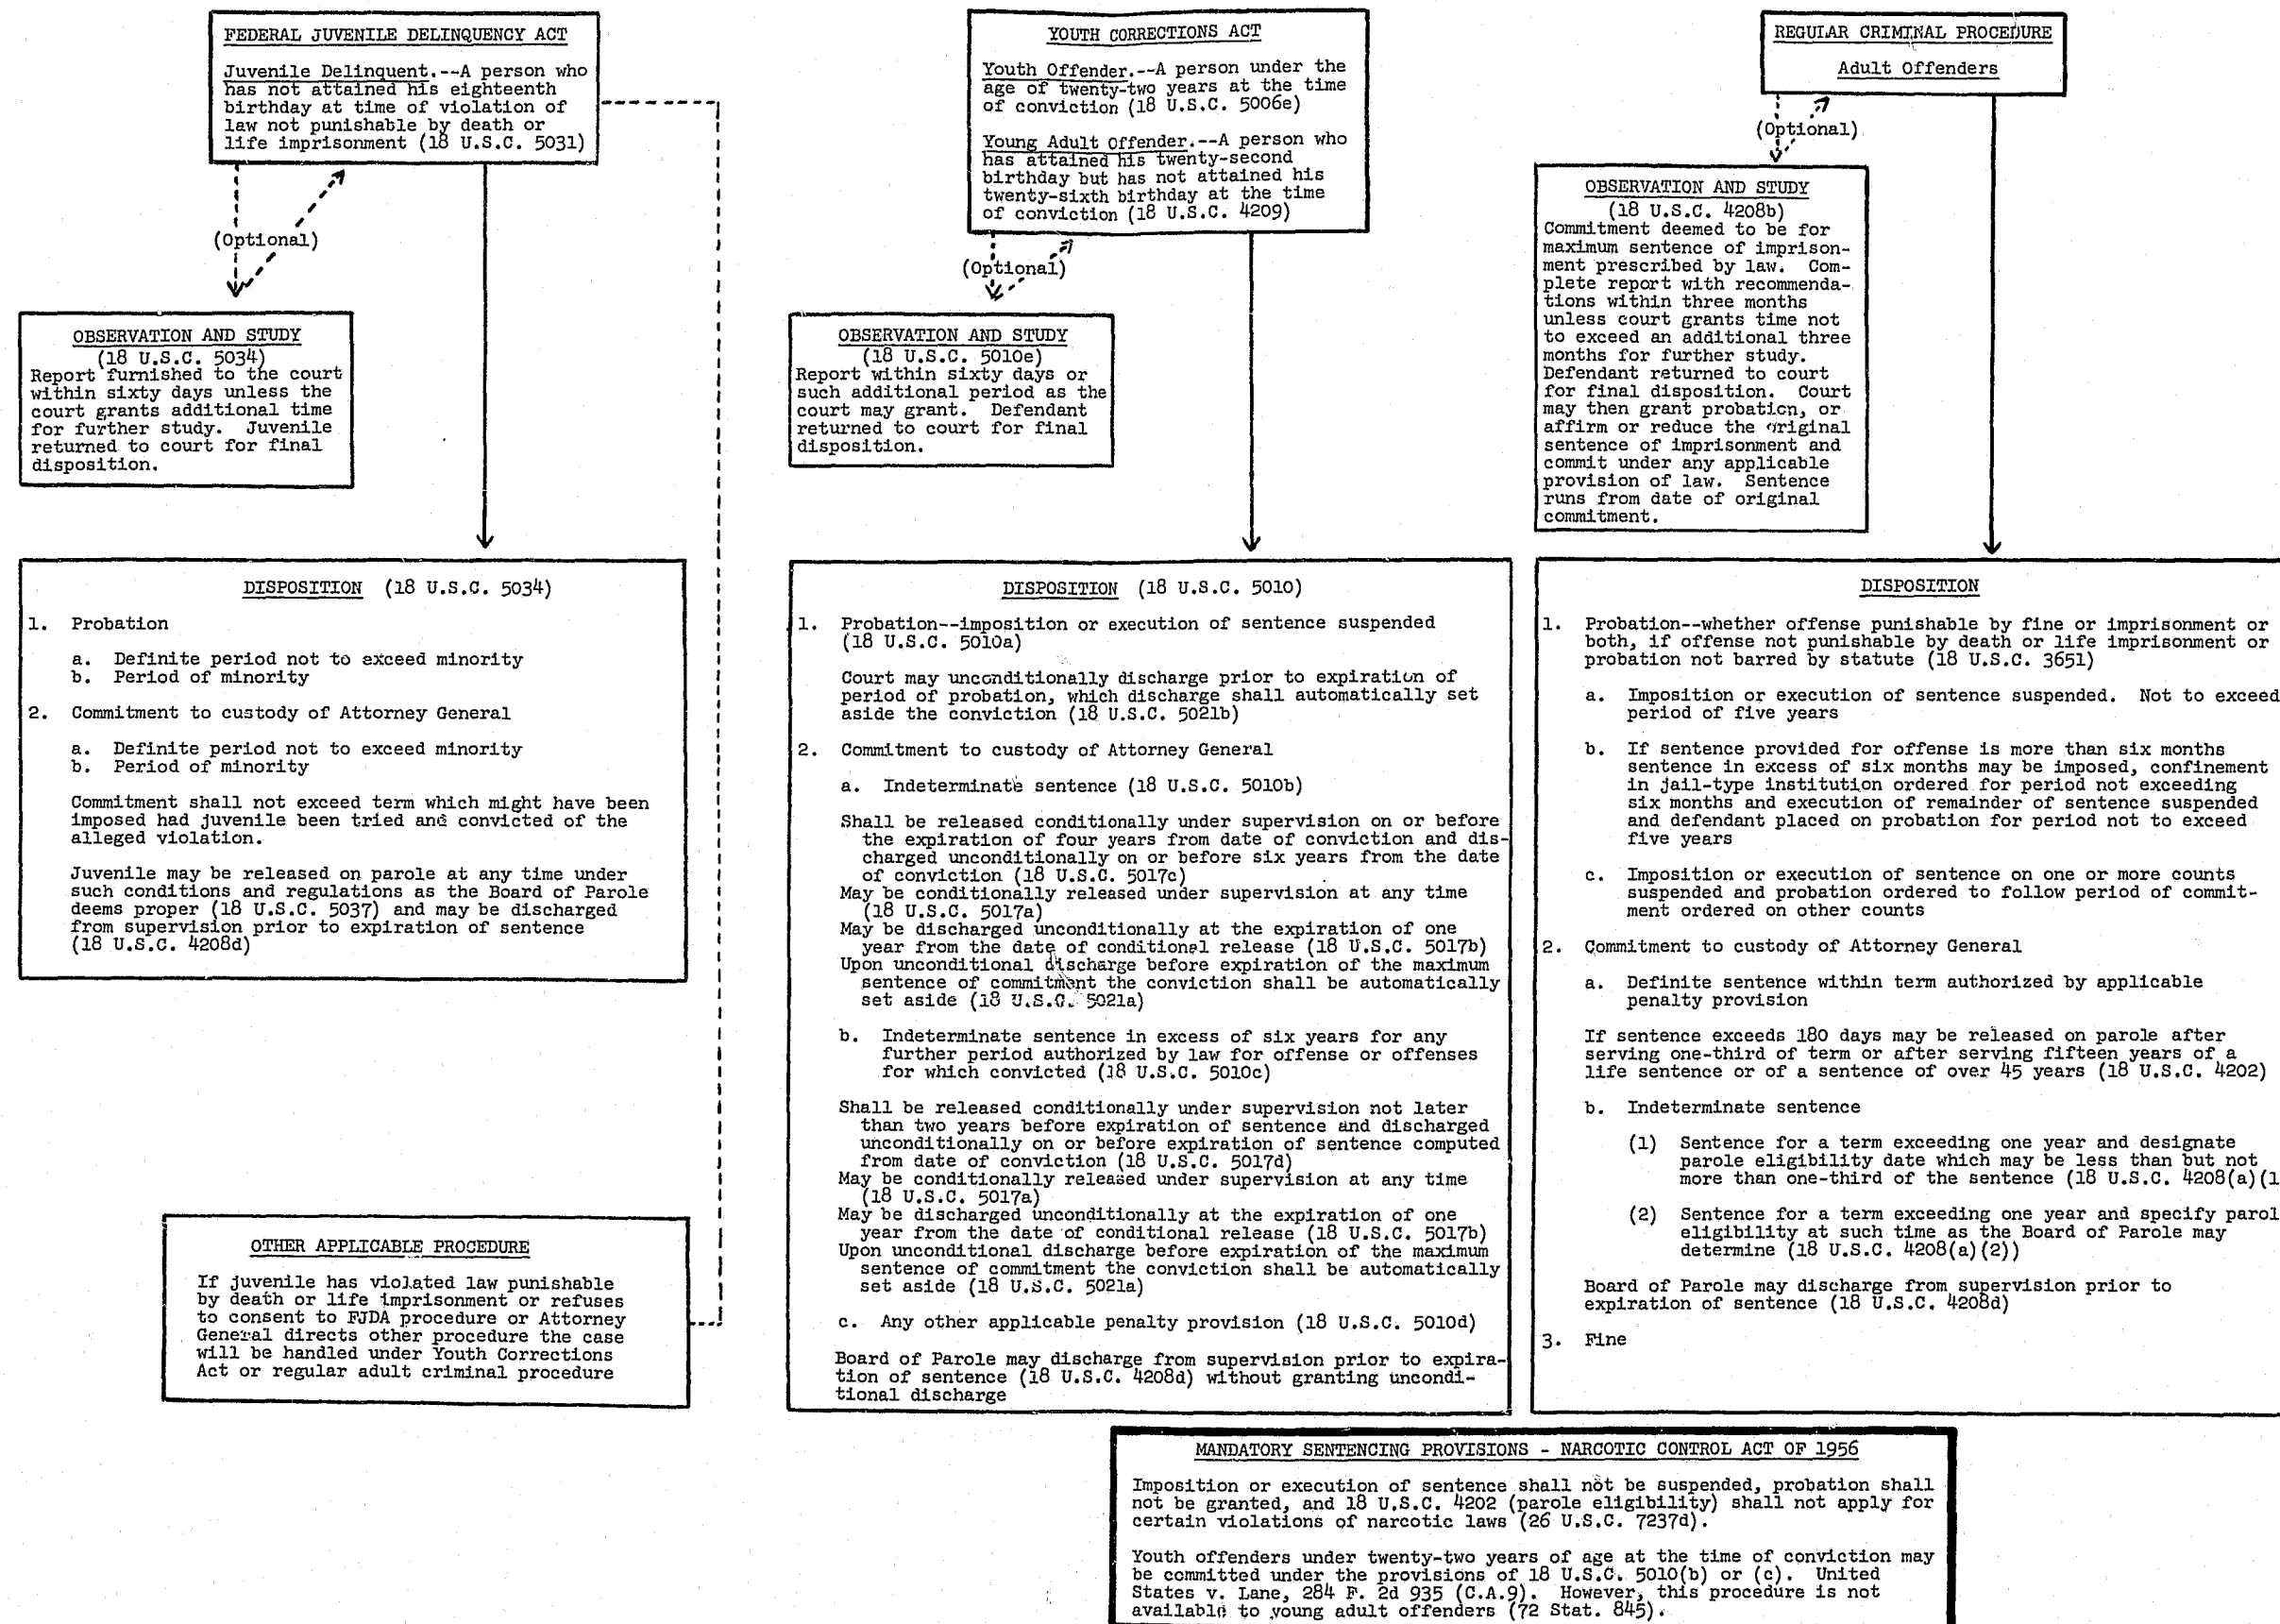 FEDERAL JUVENILE DELINQUENCY ACT
Juvenile Delinquent.--A person who
has not attained his eighteenth
birthday at time of violation of
law not punishable by death or
life imprisonment (18 U.S.C. 5031)
(Optional)
OBSERVATION AND STUDY
(18 U.S.C. 5034)
Report furnished to the court
within sixty days unless the
court grants additional time
for further study. Juvenile
returned to court for final
disposition.
DISPOSITION (18 U.S.C. 5034)
1. Probation
a. Definite period not to exceed minority
b. Period of minority
2. Commitment to custody of Attorney General
a. Definite period not to exceed minority
b. Period of minority
Commitment shall not exceed term which might have been
imposed had juvenile been tried and convicted of the
alleged violation.
Juvenile may be released on parole at any time under
such conditions and regulations as the Board of Parole
deems proper (18 U.S.C. 5037) and may be discharged
from supervision prior to expiration of sentence
(18 U.S.C. 4208d)
OTHER APPLICABLE PROCEDURE
If juvenile has violated law punishable
by death or life imprisonment or refuses
to consent to FJDA procedure or Attorney
General directs other procedure the case
will be handled under Youth Corrections
Act or regular adult criminal procedure
YOUTH CORRECTIONS ACT
Youth Offender.--A person under the
age of twenty-two years at the time
of conviction (18 U.S.C. 5006e)
Young Adult Offender.--A person who
has attained his twenty-second
birthday but has not attained his
twenty-sixth birthday at the time
of conviction (18 U.S.C. 4209)
(Optional)
OBSERVATION AND STUDY
(18 U.S.C. 5010e)
Report within sixty days or
such additional period as the
court may grant. Defendant
returned to court for final
disposition.
DISPOSITION (18 U.S.C. 5010)
1. Probation--imposition or execution of sentence suspended
(18 U.S.C. 5010a)
Court may unconditionally discharge prior to expiration of
period of probation, which discharge shall automatically set
aside the conviction (18 U.S.C. 5021b)
2. Commitment to custody of Attorney General
a. Indeterminate sentence (18 U.S.C. 5010b)
Shall be released conditionally under supervision on or before
the expiration of four years from date of conviction and dis-
charged unconditionally on or before six years from the date
of conviction (18 U.S.C. 5017c)
May be conditionally released under supervision at any time
(18 U.S.C. 5017a)
May be discharged unconditionally at the expiration of one
year from the date of conditional release (18 U.S.C. 5017b)
Upon unconditional discharge before expiration of the maximum
sentence of commitment the conviction shall be automatically
set aside (18 U.S.C. 5021a)
b. Indeterminate sentence in excess of six years for any
further period authorized by law for offense or offenses
for which convicted (18 U.S.C. 5010c)
Shall be released conditionally under supervision not later
than two years before expiration of sentence and discharged
unconditionally on or before expiration of sentence computed
from date of conviction (18 U.S.C. 5017d)
May be conditionally released under supervision at any time
(18 U.S.C. 5017a)
May be discharged unconditionally at the expiration of one
year from the date of conditional release (18 U.S.C. 5017b)
Upon unconditional discharge before expiration of the maximum
sentence of commitment the conviction shall be automatically
set aside (18 U.S.C. 5021a)
c. Any other applicable penalty provision (18 U.S.C. 5010d)
Board of Parole may discharge from supervision prior to expira-
tion of sentence (18 U.S.C. 4208d) without granting uncondi-
tional discharge
REGULAR CRIMINAL PROCEDURE
Adult Offenders
(Optional)
OBSERVATION AND STUDY
(18 U.S.C. 4208b)
Commitment deemed to be for
maximum sentence of imprison-
ment prescribed by law. Com-
plete report with recommenda-
tions within three months
unless court grants time not
to exceed an additional three
months for further study.
Defendant returned to court
for final disposition. Court
may then grant probation, or
affirm or reduce the original
sentence of imprisonment and
commit under any applicable
provision of law. Sentence
runs from date of original
commitment.
DISPOSITION
1. Probation--whether offense punishable by fine or imprisonment or
both, if offense not punishable by death or life imprisonment or
probation not barred by statute (18 U.S.C. 3651)
a. Imposition or execution of sentence suspended. Not to exceed
period of five years
b. If sentence provided for offense is more than six months
sentence in excess of six months may be imposed, confinement
in jail-type institution ordered for period not exceeding
six months and execution of remainder of sentence suspended
and defendant placed on probation for period not to exceed
five years
c. Imposition or execution of sentence on one or more counts
suspended and probation ordered to follow period of commit-
ment ordered on other counts
2. Commitment to custody of Attorney General
a. Definite sentence within term authorized by applicable
penalty provision
If sentence exceeds 180 days may be released on parole after
serving one-third of term or after serving fifteen years of a
life sentence or of a sentence of over 45 years (18 U.S.C. 4202)
b. Indeterminate sentence
(1) Sentence for a term exceeding one year and designate
parole eligibility date which may be less than but not
more than one-third of the sentence (18 U.S.C. 4208(a)(1
(2) Sentence for a term exceeding one year and specify parol
eligibility at such time as the Board of Parole may
determine (18 U.S.C. 4208(a)(2))
Board of Parole may discharge from supervision prior to
expiration of sentence (18 U.S.C. 4208d)
3. Fine
MANDATORY SENTENCING PROVISIONS - NARCOTIC CONTROL ACT OF 1956
Imposition or execution of sentence shall not be suspended, probation shall
not be granted, and 18 U.S.C. 4202 (parole eligibility) shall not apply for
certain violations of narcotic laws (26 U.S.C. 7237d).
Youth offenders under twenty-two years of age at the time of conviction may
be committed under the provisions of 18 U.S.C. 5010(b) or (c). United
States v. Lane, 284 F. 2d 935 (C.A.9). However, this procedure is not
available to young adult offenders (72 Stat. 845).